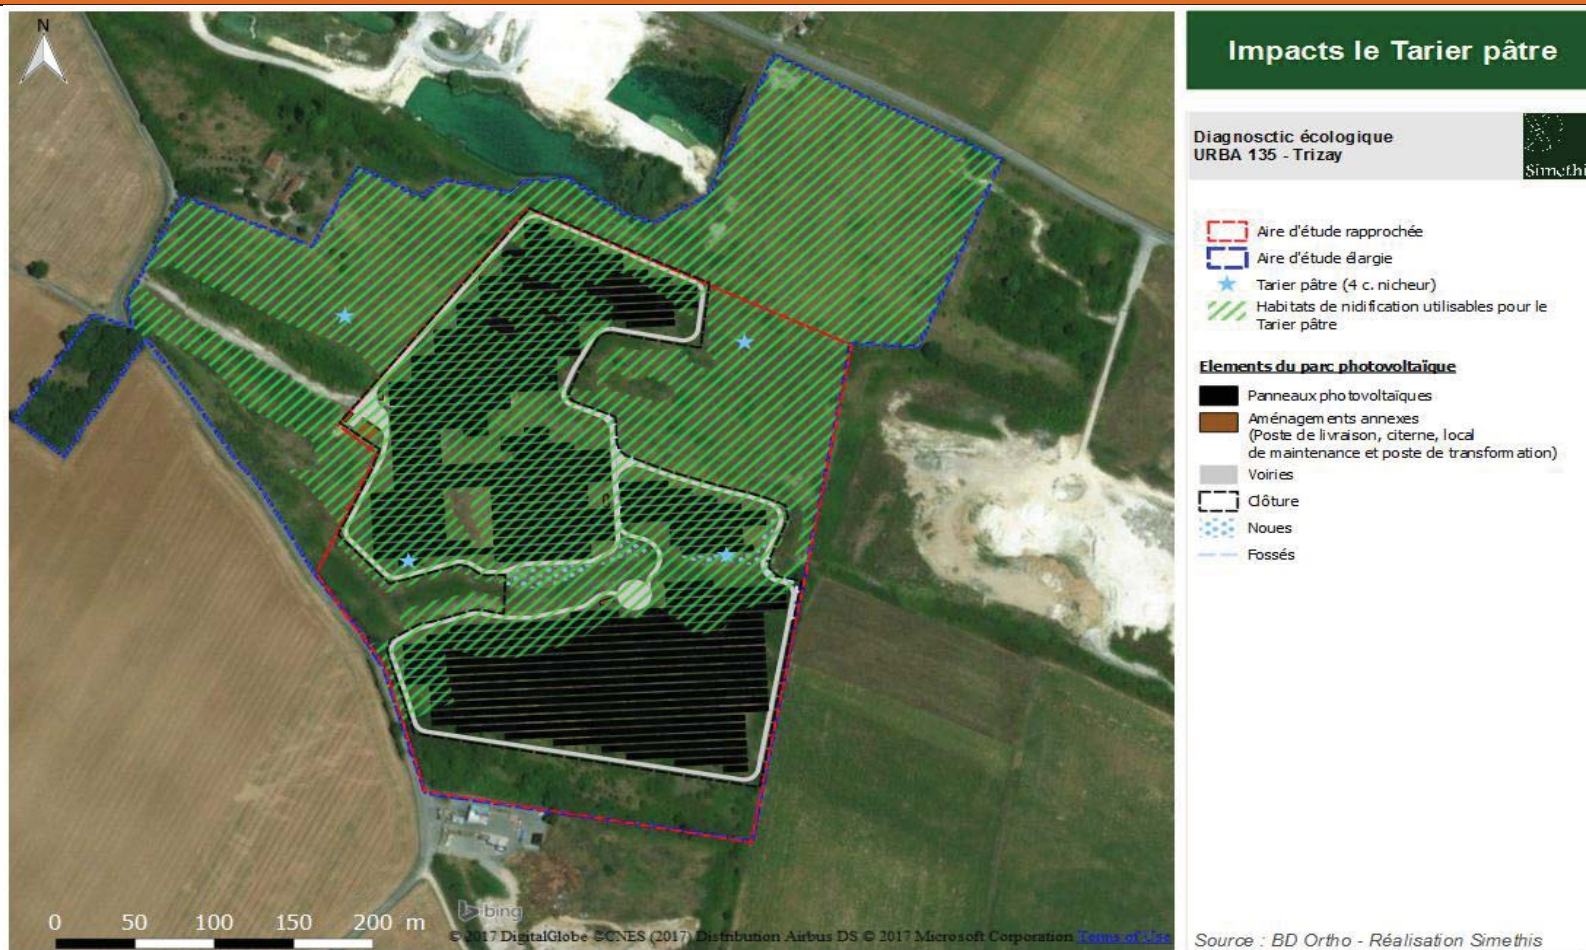 N
Impacts le Tarier pâtre
Diagnosctic écologique
URBA 135 - Trizay
Simethi
Aire d'étude rapprochée
Aire d'étude élargie
Tarier pâtre (4 c. nicheur)
Habitats de nidification utilisables pour le
Tarier pâtre
Elements du parc photovoltaïque
Panneaux photovoltaïques
Aménagements annexes
(Poste de livraison, citerne, local
de maintenance et poste de transformation)
Voiries
Clôture
Noues
Fossés
0 50 100 150 200 m
bing
© 2017 DigitalGlobe ©CNES (2017) Distribution Airbus DS © 2017 Microsoft Corporation Terms of Use
Source : BD Ortho - Réalisation Simethis